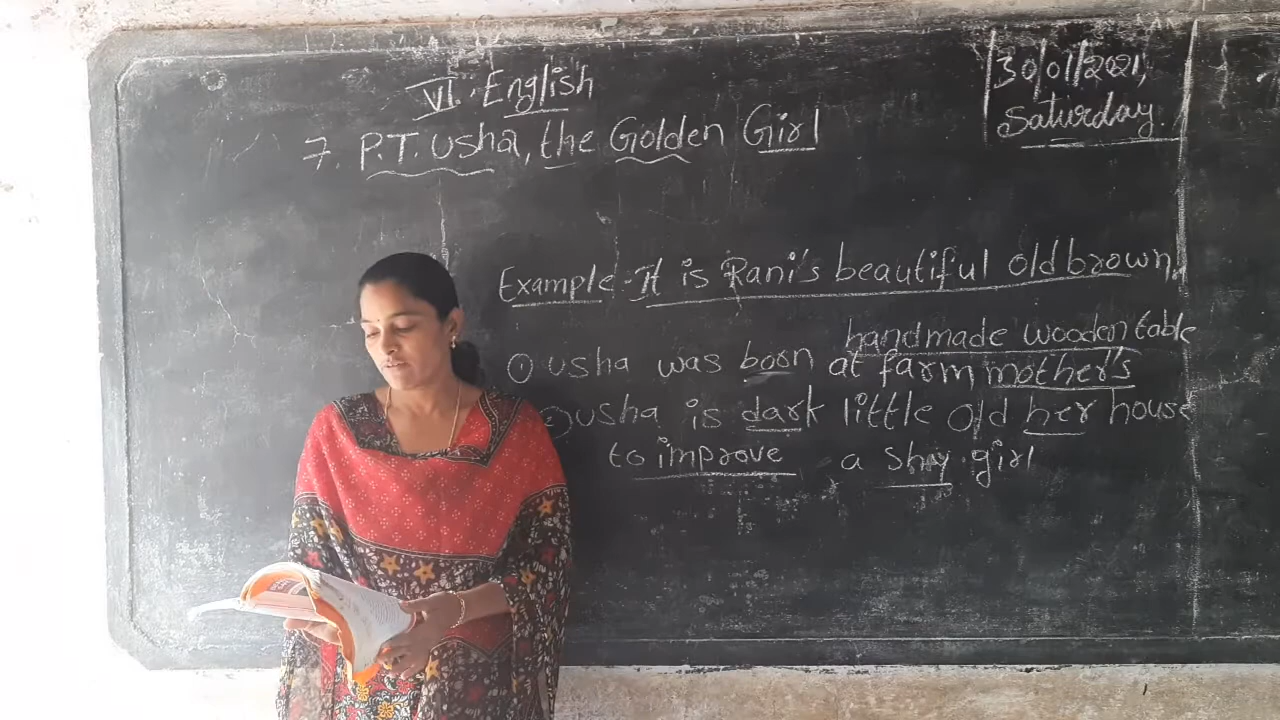 VI. English
30/01/2021,
Saturday.
7. P.T. Usha, the Golden Girl
Example:- It is Rani's beautiful old brown,
handmade wooden table
① Usha was born at farm mother's
② Usha is dark little old her house
to improve a shy girl